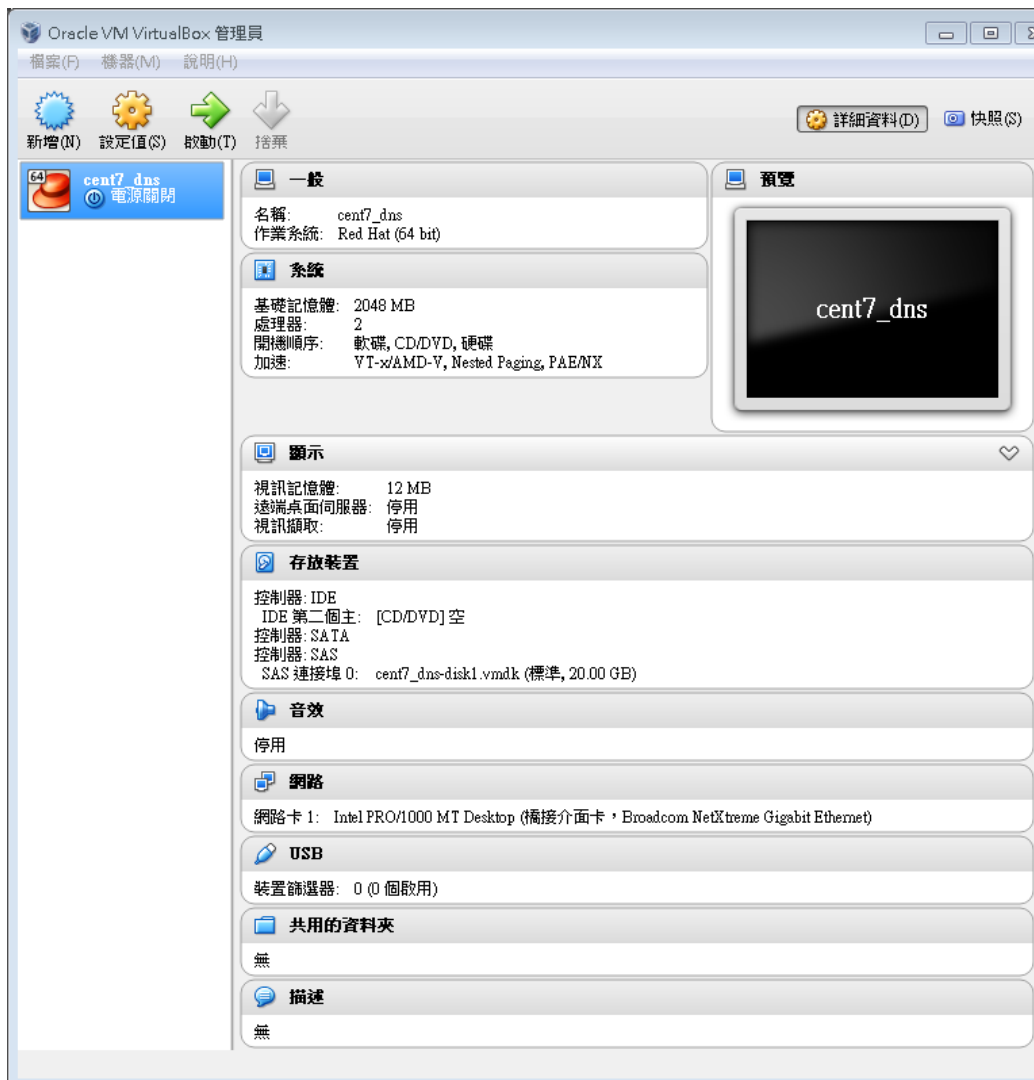 Oracle VM VirtualBox 管理員
檔案(F) 機器(M) 說明(H)
新增(N) 設定值(S) 啟動(T) 捨棄
詳細資料(D) 快照(S)
64
cent7_dns
電源關閉
一般
名稱: cent7_dns
作業系統: Red Hat (64 bit)
預覽
cent7_dns
系統
基礎記憶體: 2048 MB
處理器: 2
開機順序: 軟碟, CD/DVD, 硬碟
加速: VT-x/AMD-V, Nested Paging, PAE/NX
顯示
視訊記憶體: 12 MB
遠端桌面伺服器: 停用
視訊擷取: 停用
存放裝置
控制器: IDE
IDE 第二個主: [CD/DVD] 空
控制器: SATA
控制器: SAS
SAS 連接埠 0: cent7_dns-disk1.vmdk (標準, 20.00 GB)
音效
停用
網路
網路卡 1: Intel PRO/1000 MT Desktop (橋接介面卡，Broadcom NetXtreme Gigabit Ethernet)
USB
裝置篩選器: 0 (0 個啟用)
共用的資料夾
無
描述
無